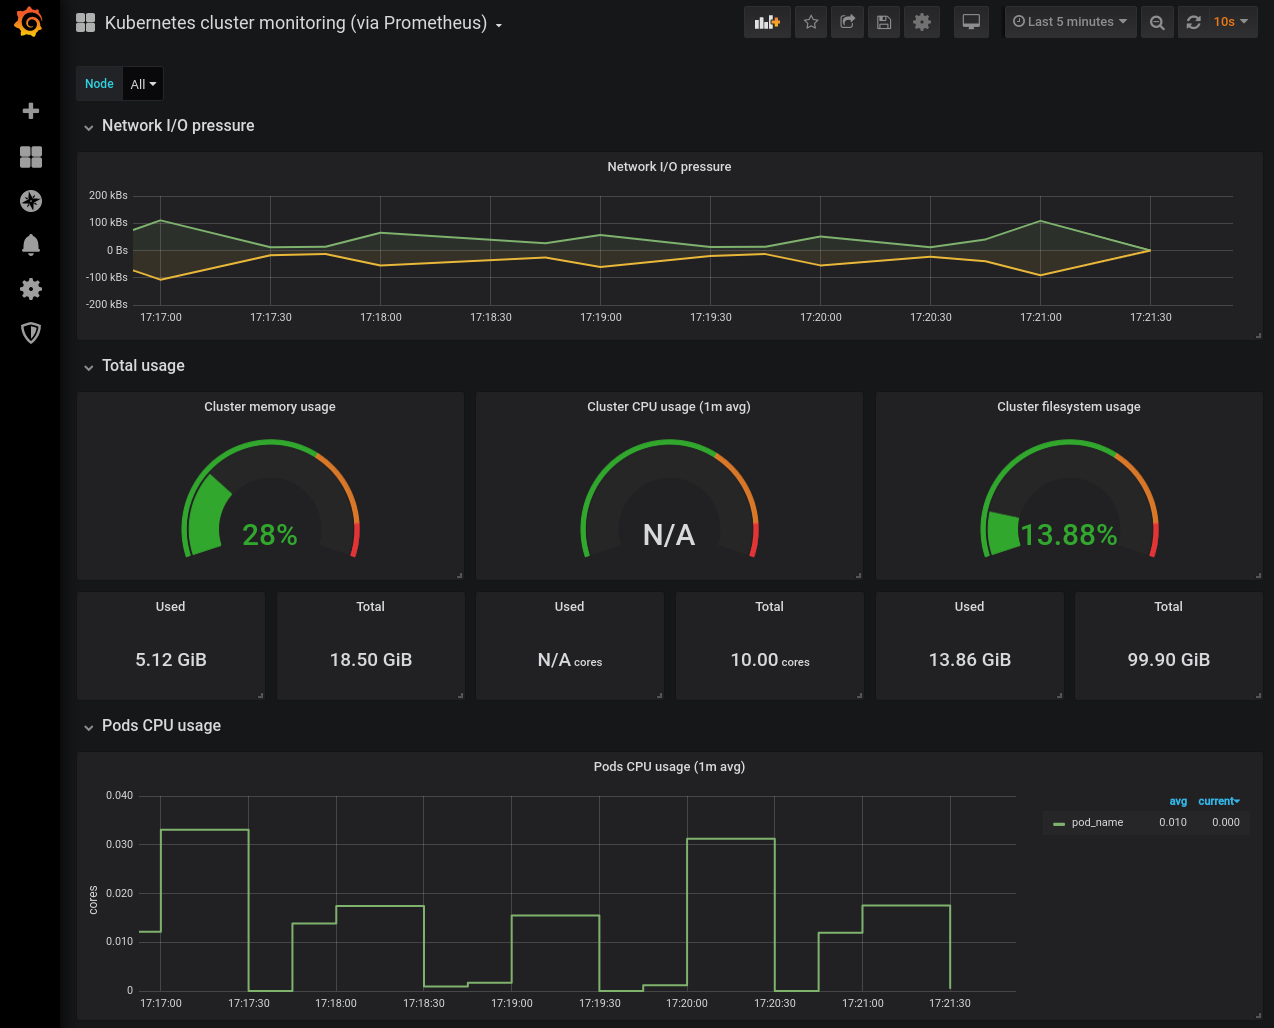 Kubernetes cluster monitoring (via Prometheus)
Last 5 minutes
10s
Node All
Network I/O pressure
Network I/O pressure
200 kBs
100 kBs
0 Bs
-100 kBs
-200 kBs
17:17:00 17:17:30 17:18:00 17:18:30 17:19:00 17:19:30 17:20:00 17:20:30 17:21:00 17:21:30
Total usage
Cluster memory usage
28%
Cluster CPU usage (1m avg)
N/A
Cluster filesystem usage
13.88%
Used
5.12 GiB
Total
18.50 GiB
Used
N/A cores
Total
10.00 cores
Used
13.86 GiB
Total
99.90 GiB
Pods CPU usage
Pods CPU usage (1m avg)
cores
0.040
0.030
0.020
0.010
0
17:17:00 17:17:30 17:18:00 17:18:30 17:19:00 17:19:30 17:20:00 17:20:30 17:21:00 17:21:30
avg current
pod_name 0.010 0.000